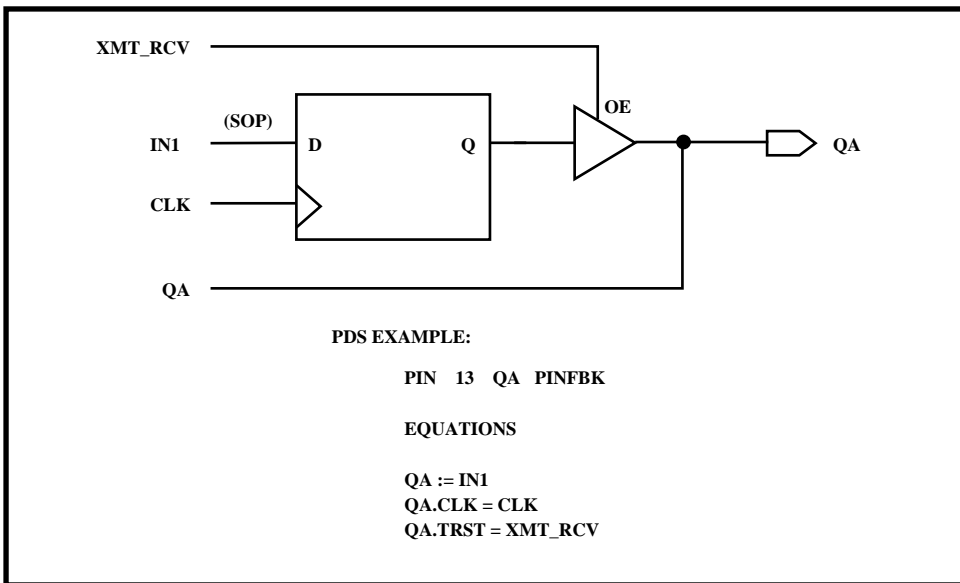 XMT_RCV
OE
(SOP)
IN1
D
Q
QA
CLK
QA
PDS EXAMPLE:
PIN 13 QA PINFBK
EQUATIONS
QA := IN1
QA.CLK = CLK
QA.TRST = XMT_RCV